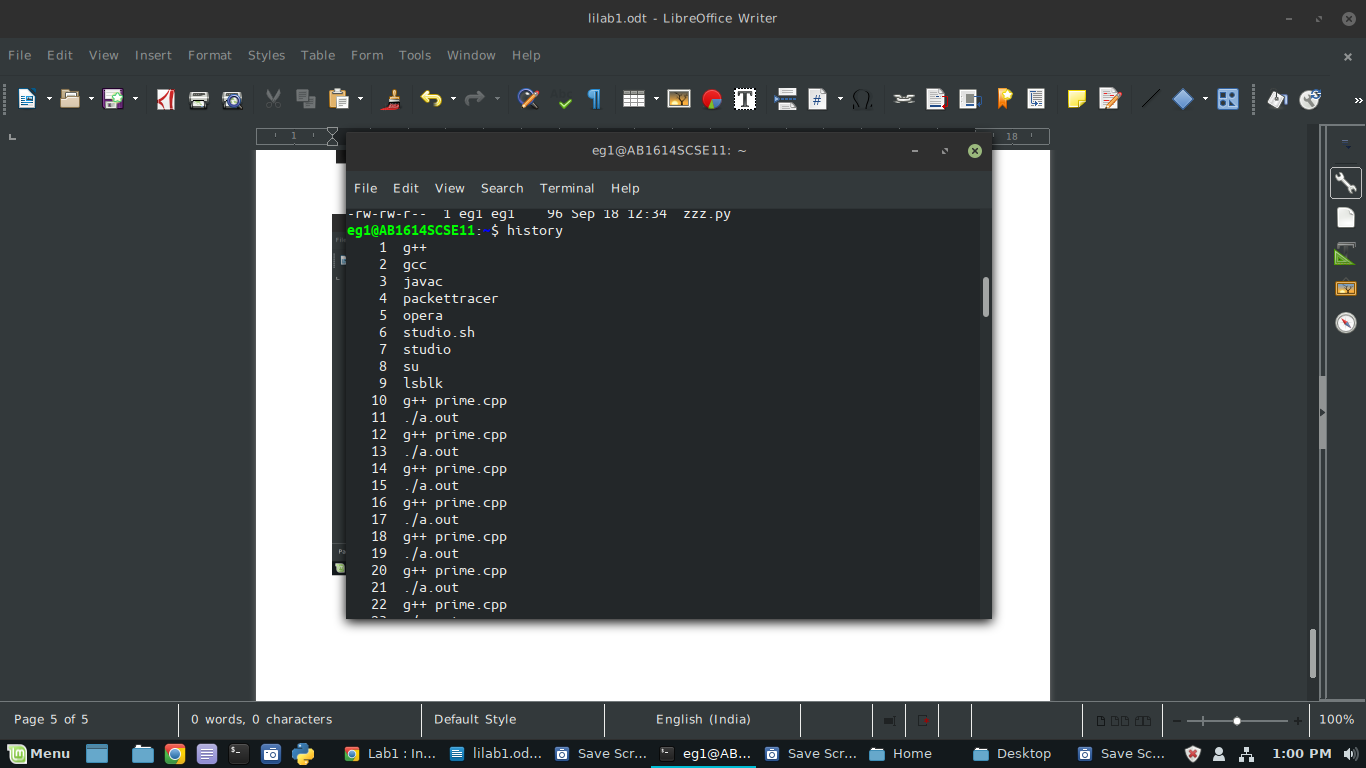 lilab1.odt - LibreOffice Writer
File Edit View Insert Format Styles Table Form Tools Window Help
1 18
eg1@AB1614SCSE11: ~
File Edit View Search Terminal Help
-rw-rw-r-- 1 eg1 eg1 96 Sep 18 12:34 zzz.py
eg1@AB1614SCSE11:~$ history
1 g++
2 gcc
3 javac
4 packettracer
5 opera
6 studio.sh
7 studio
8 su
9 lsblk
10 g++ prime.cpp
11 ./a.out
12 g++ prime.cpp
13 ./a.out
14 g++ prime.cpp
15 ./a.out
16 g++ prime.cpp
17 ./a.out
18 g++ prime.cpp
19 ./a.out
20 g++ prime.cpp
21 ./a.out
22 g++ prime.cpp
Page 5 of 5 0 words, 0 characters Default Style English (India) 100%
Menu Lab1 : In... lilab1.od... Save Scr... eg1@AB... Save Scr... Home Desktop Save Sc... 1:00 PM